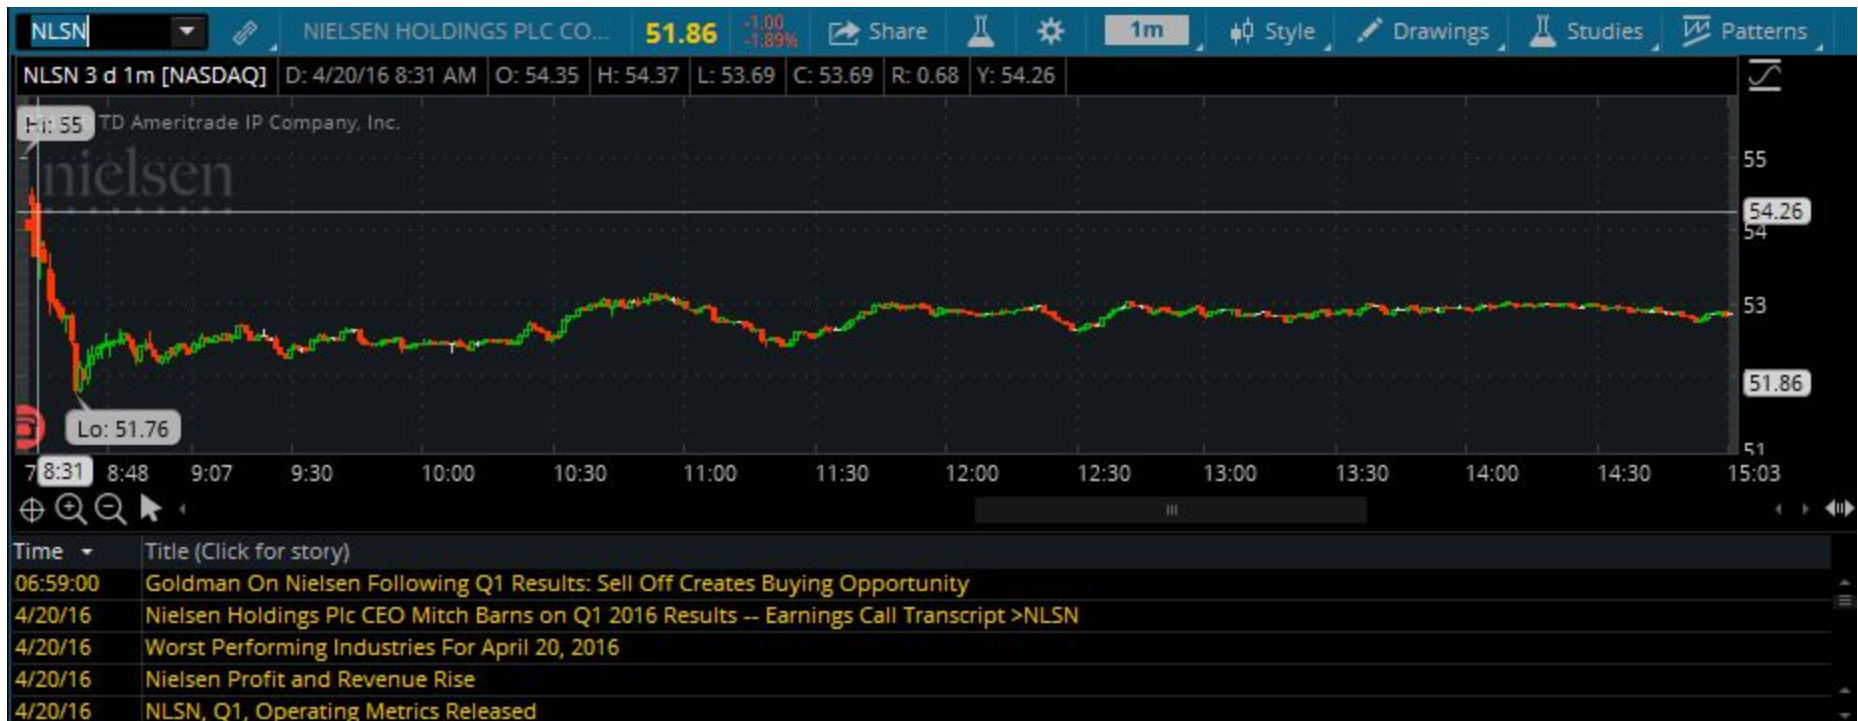 NLSN NIELSEN HOLDINGS PLC CO... 51.86 -1.00 -1.89% Share 1m Style Drawings Studies Patterns
NLSN 3 d 1m [NASDAQ] D: 4/20/16 8:31 AM O: 54.35 H: 54.37 L: 53.69 C: 53.69 R: 0.68 Y: 54.26
Hi: 55 TD Ameritrade IP Company, Inc.
nielsen
55
54.26
54
53
51.86
Lo: 51.76
51
7 8:31 8:48 9:07 9:30 10:00 10:30 11:00 11:30 12:00 12:30 13:00 13:30 14:00 14:30 15:03
Time Title (Click for story)
06:59:00 Goldman On Nielsen Following Q1 Results: Sell Off Creates Buying Opportunity
4/20/16 Nielsen Holdings Plc CEO Mitch Barns on Q1 2016 Results -- Earnings Call Transcript >NLSN
4/20/16 Worst Performing Industries For April 20, 2016
4/20/16 Nielsen Profit and Revenue Rise
4/20/16 NLSN, Q1, Operating Metrics Released